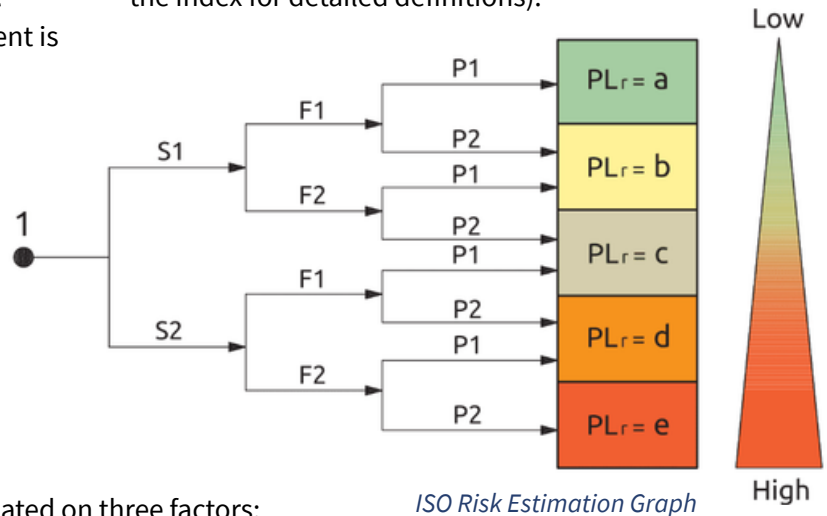 the index for detailed definitions).
ent is
Low
P1
PLr = a
F1
S1
P2
PLr = b
P1
F2
1
P2
PLr = c
P1
F1
S2
P2
PLr = d
P1
F2
P2
PLr = e
High
ated on three factors:
ISO Risk Estimation Graph